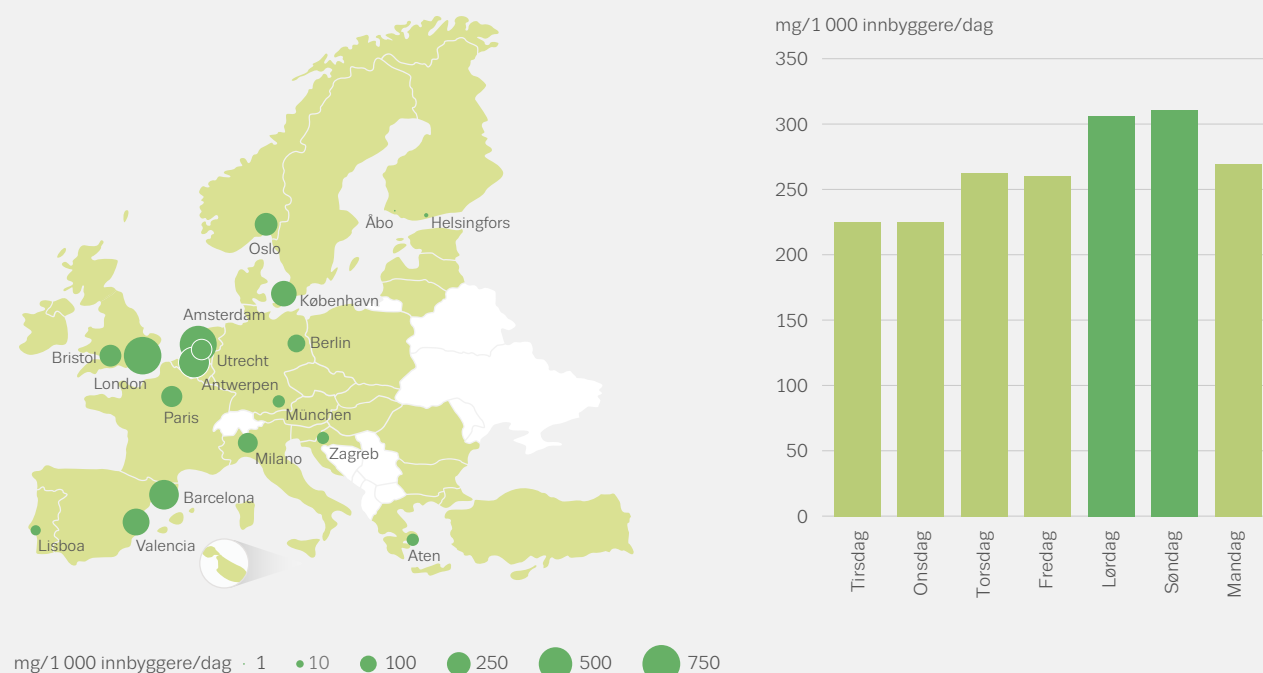 mg/1 000 innbyggere/dag
350
300
250
200
150
100
50
0
Tirsdag
Onsdag
Torsdag
Fredag
Lørdag
Søndag
Mandag
Åbo
Helsingfors
Oslo
København
Amsterdam
Berlin
Bristol
Utrecht
London
Antwerpen
Paris
München
Zagreb
Milano
Barcelona
Lisboa
Valencia
Aten
mg/1 000 innbyggere/dag 1 10 100 250 500 750